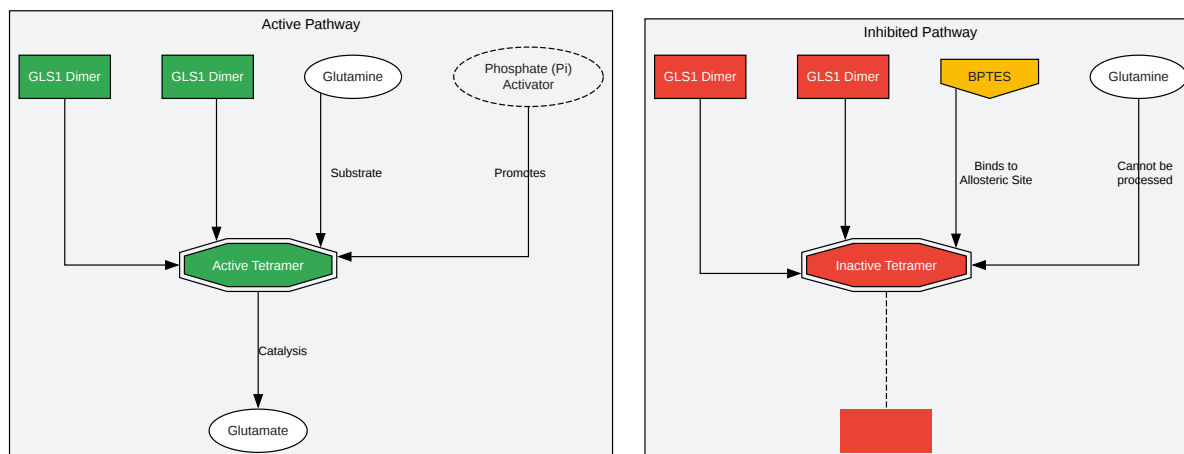 Active Pathway
GLS1 Dimer
GLS1 Dimer
Glutamine
Phosphate (Pi)
Activator
Substrate
Promotes
Active Tetramer
Catalysis
Glutamate
Inhibited Pathway
GLS1 Dimer
GLS1 Dimer
BPTES
Glutamine
Binds to
Allosteric Site
Cannot be
processed
Inactive Tetramer